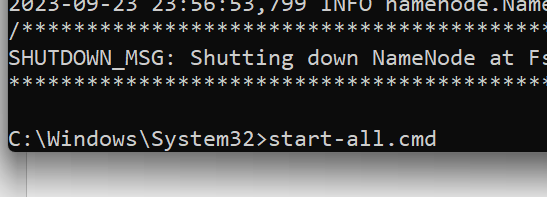 2023-09-23 23:56:53,799 INFO namenode.Name
/******************************************
SHUTDOWN_MSG: Shutting down NameNode at Fs
*******************************************
C:\Windows\System32>start-all.cmd